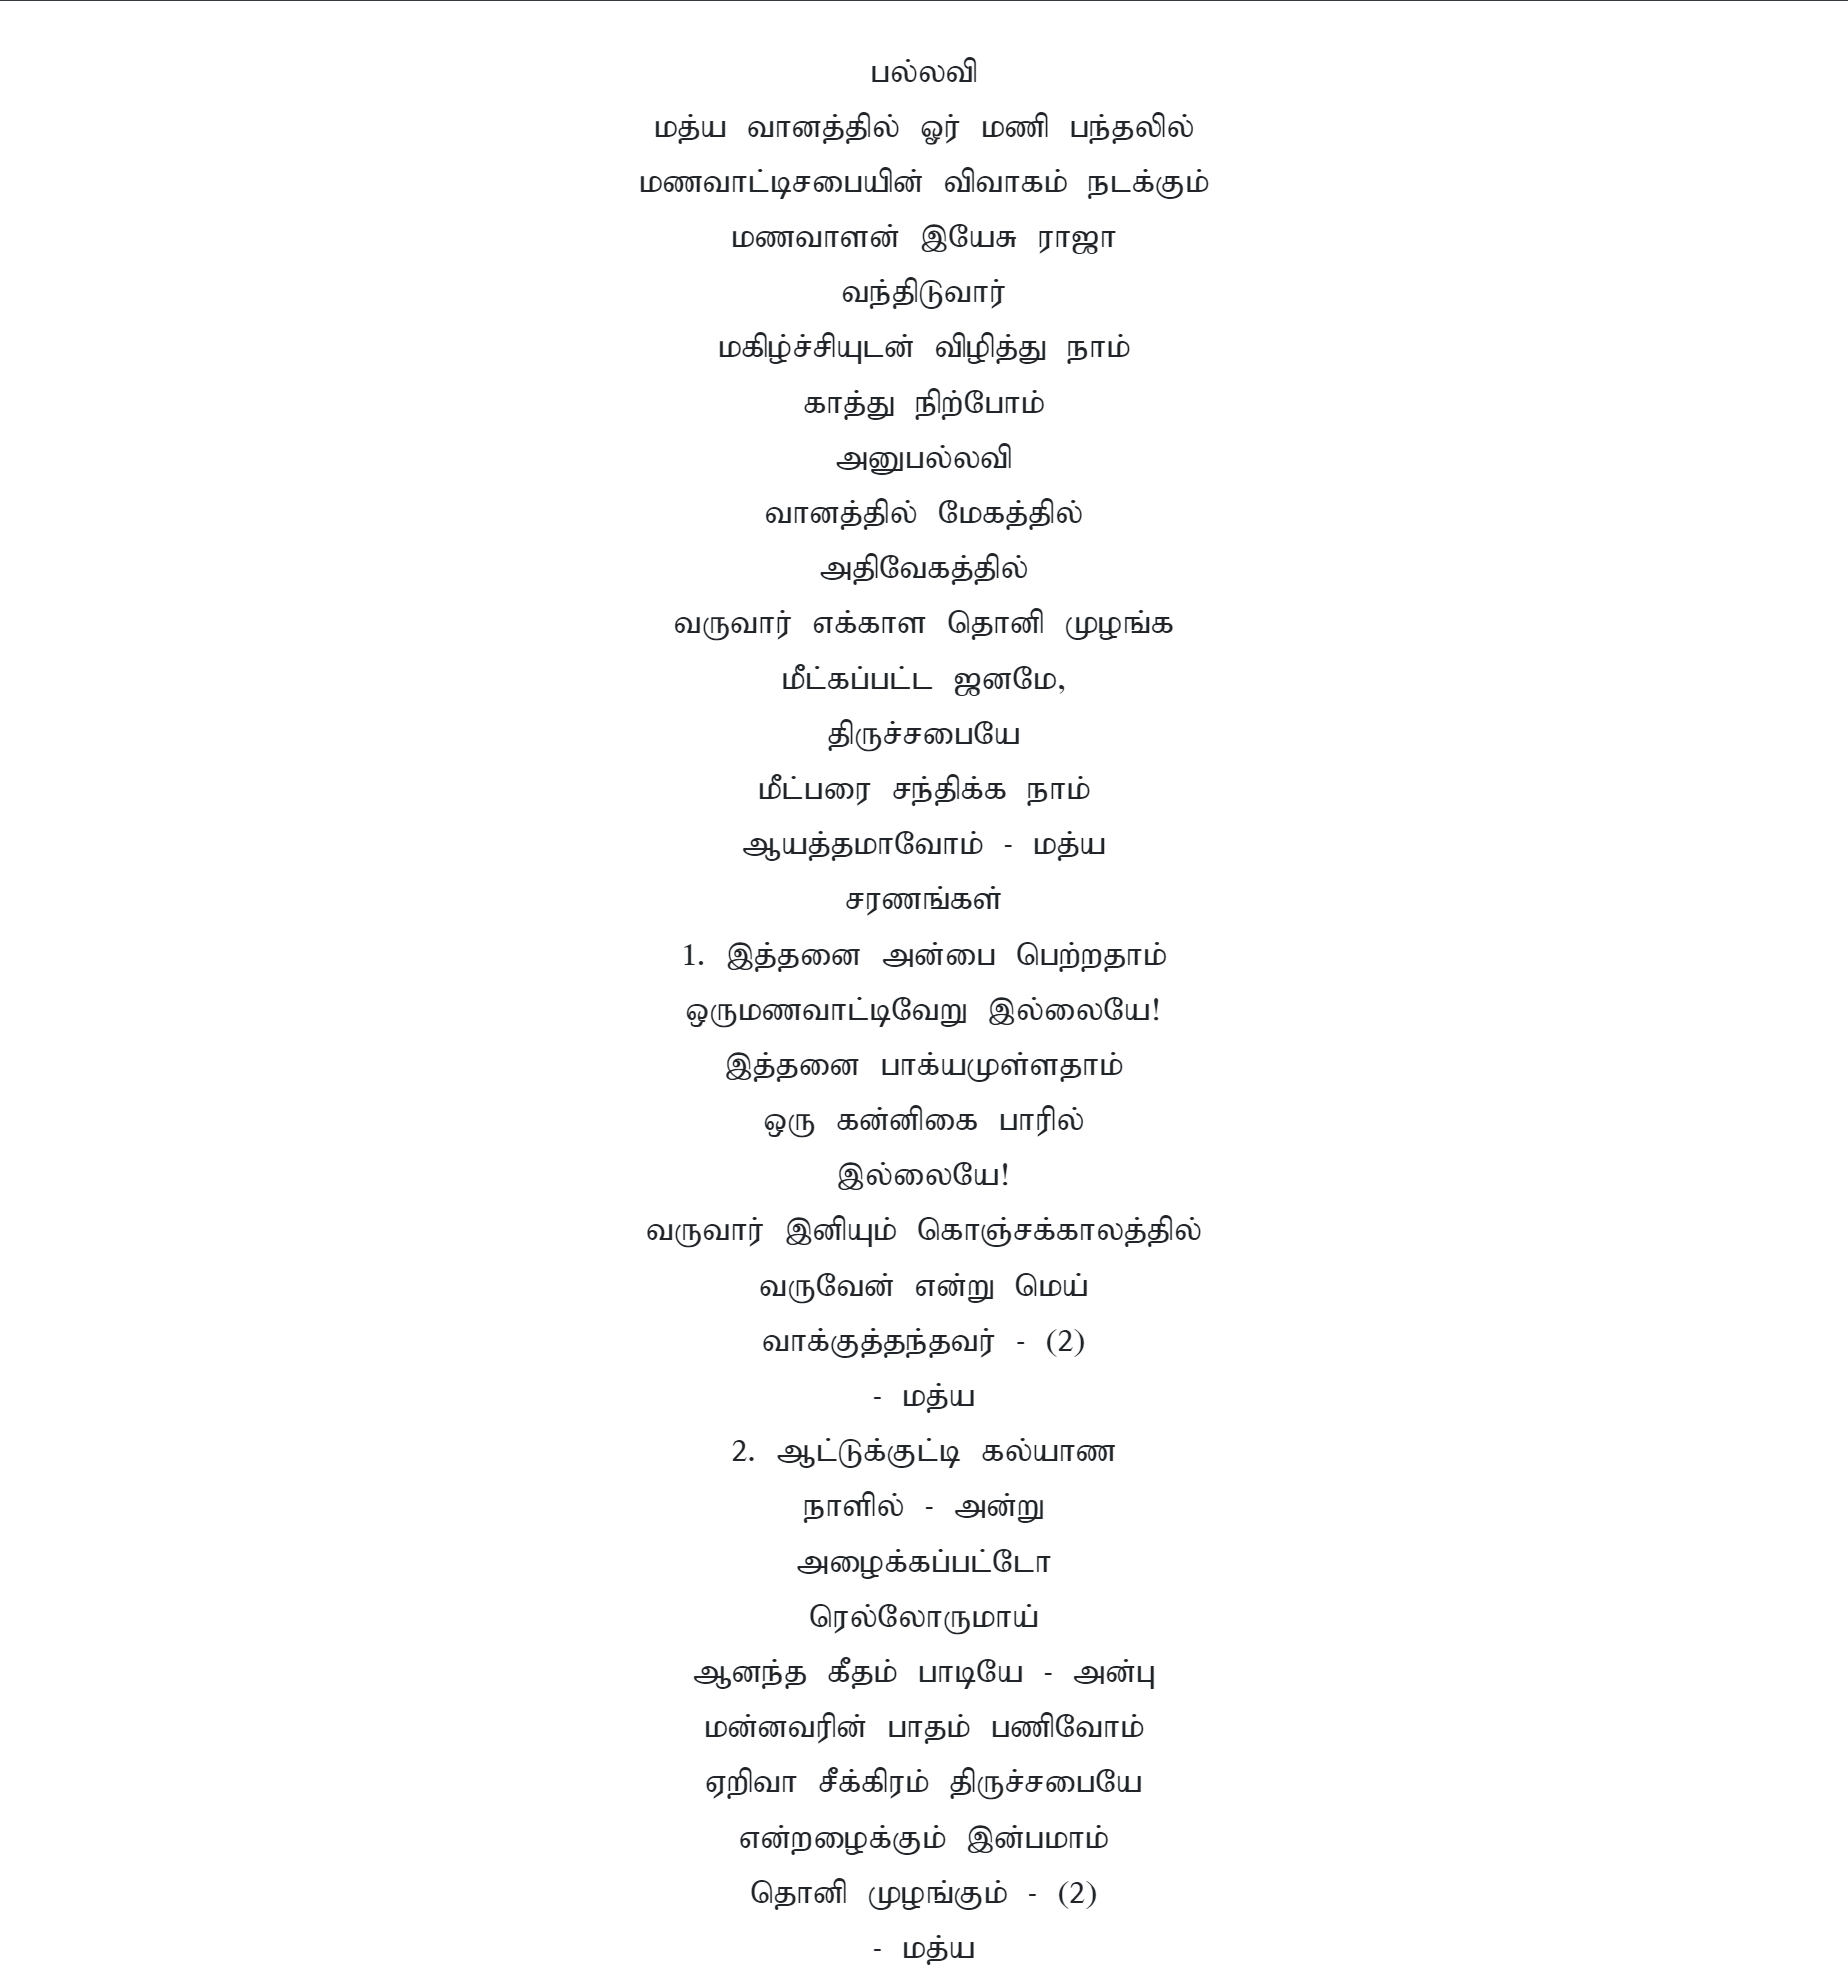 பல்லவி
மத்ய வானத்தில் ஓர் மணி பந்தலில்
மணவாட்டிசபையின் விவாகம் நடக்கும்
மணவாளன் இயேசு ராஜா
வந்திடுவார்
மகிழ்ச்சியுடன் விழித்து நாம்
காத்து நிற்போம்
அனுபல்லவி
வானத்தில் மேகத்தில்
அதிவேகத்தில்
வருவார் எக்காள தொனி முழங்க
மீட்கப்பட்ட ஜனமே,
திருச்சபையே
மீட்பரை சந்திக்க நாம்
ஆயத்தமாவோம் - மத்ய
சரணங்கள்
1. இத்தனை அன்பை பெற்றதாம்
ஒருமணவாட்டிவேறு இல்லையே!
இத்தனை பாக்யமுள்ளதாம்
ஒரு கன்னிகை பாரில்
இல்லையே!
வருவார் இனியும் கொஞ்சக்காலத்தில்
வருவேன் என்று மெய்
வாக்குத்தந்தவர் - (2)
- மத்ய
2. ஆட்டுக்குட்டி கல்யாண
நாளில் - அன்று
அழைக்கப்பட்டோ
ரெல்லோருமாய்
ஆனந்த கீதம் பாடியே - அன்பு
மன்னவரின் பாதம் பணிவோம்
ஏறிவா சீக்கிரம் திருச்சபையே
என்றழைக்கும் இன்பமாம்
தொனி முழங்கும் - (2)
- மத்ய